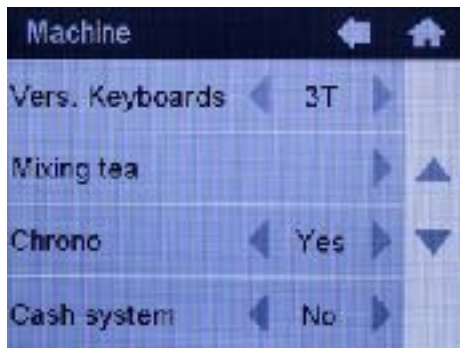 Machine
Vers. Keyboards 3T
Mixing tea
Chrono Yes
Cash system No